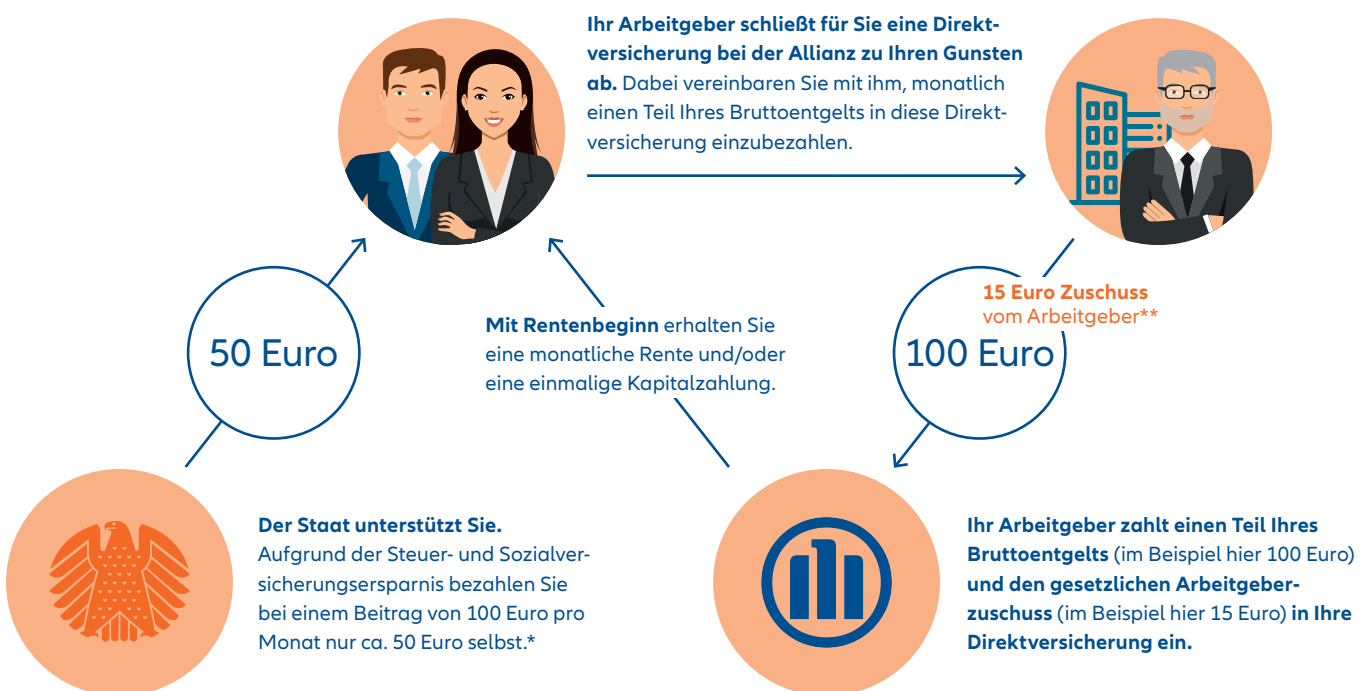 Ihr Arbeitgeber schließt für Sie eine Direkt-
versicherung bei der Allianz zu Ihren Gunsten
ab. Dabei vereinbaren Sie mit ihm, monatlich
einen Teil Ihres Bruttoentgelts in diese Direkt-
versicherung einzubezahlen.
50 Euro
Mit Rentenbeginn erhalten Sie
eine monatliche Rente und/oder
eine einmalige Kapitalzahlung.
15 Euro Zuschuss
vom Arbeitgeber**
100 Euro
Der Staat unterstützt Sie.
Aufgrund der Steuer- und Sozialver-
sicherungsersparnis bezahlen Sie
bei einem Beitrag von 100 Euro pro
Monat nur ca. 50 Euro selbst.*
Ihr Arbeitgeber zahlt einen Teil Ihres
Bruttoentgelts (im Beispiel hier 100 Euro)
und den gesetzlichen Arbeitgeber-
zuschuss (im Beispiel hier 15 Euro) in Ihre
Direktversicherung ein.